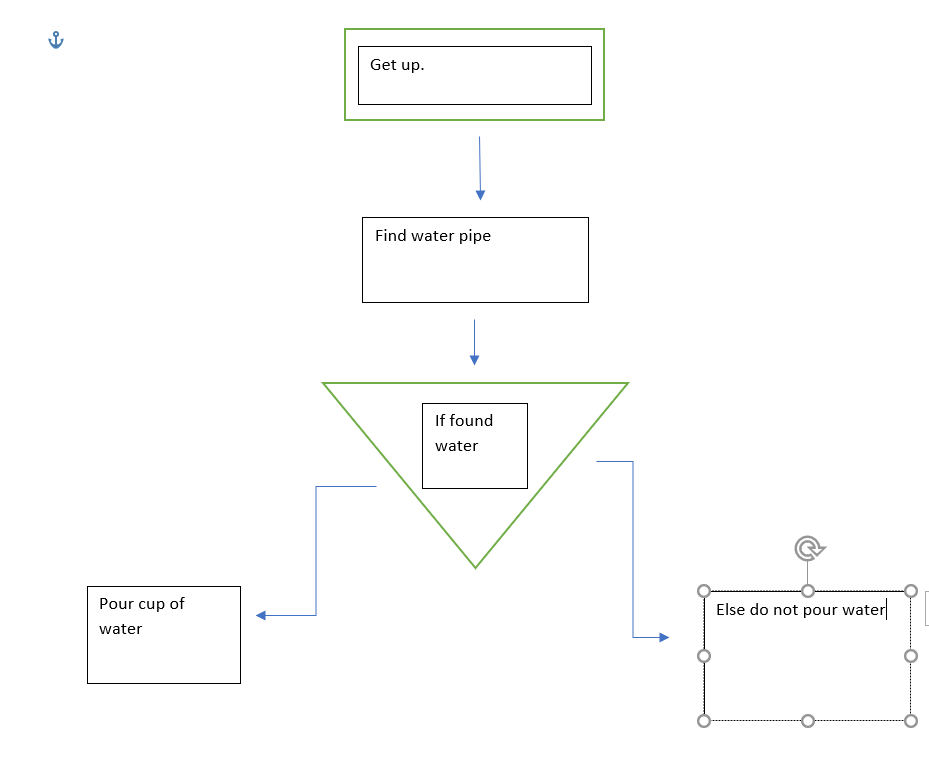 Get up.
Find water pipe
If found
water
Pour cup of
water
Else do not pour water